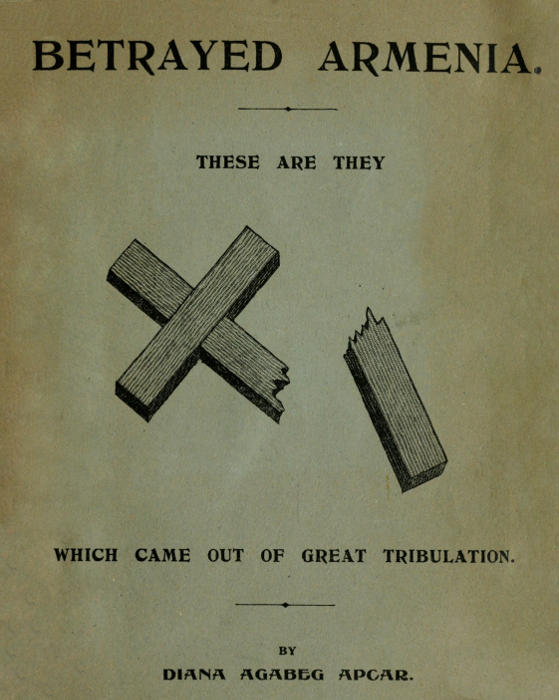 BETRAYED ARMENIA.
THESE ARE THEY
WHICH CAME OUT OF GREAT TRIBULATION.
BY
DIANA AGABEG APCAR.